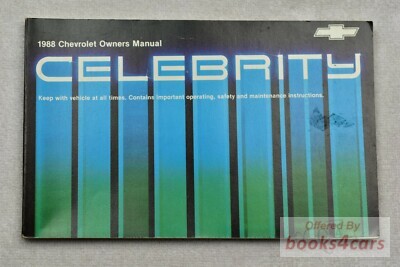 1988 Chevrolet Owners Manual
CELEBRITY
Keep with vehicle at all times. Contains important operating, safety and maintenance instructions.
Offered By
books4cars